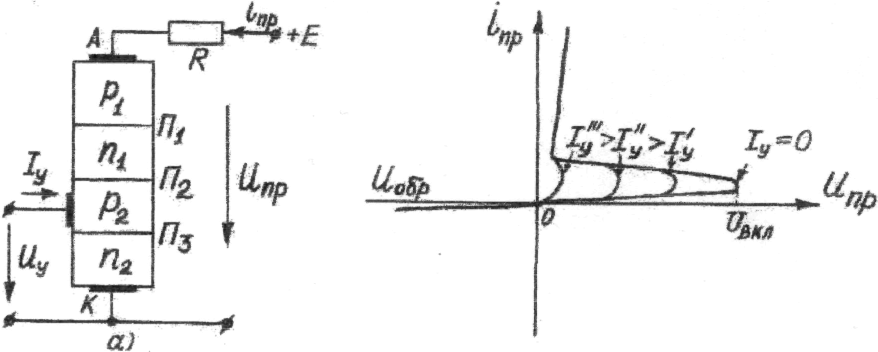 iпр
A
+E
R
p₁
П₁
n₁
Iу
П₂
Uпр
p₂
П₃
Uу
n₂
К
а)
iпр
Iу‴>Iу″>Iу′
Iу=0
Uобр
Uпр
0
Uвкл